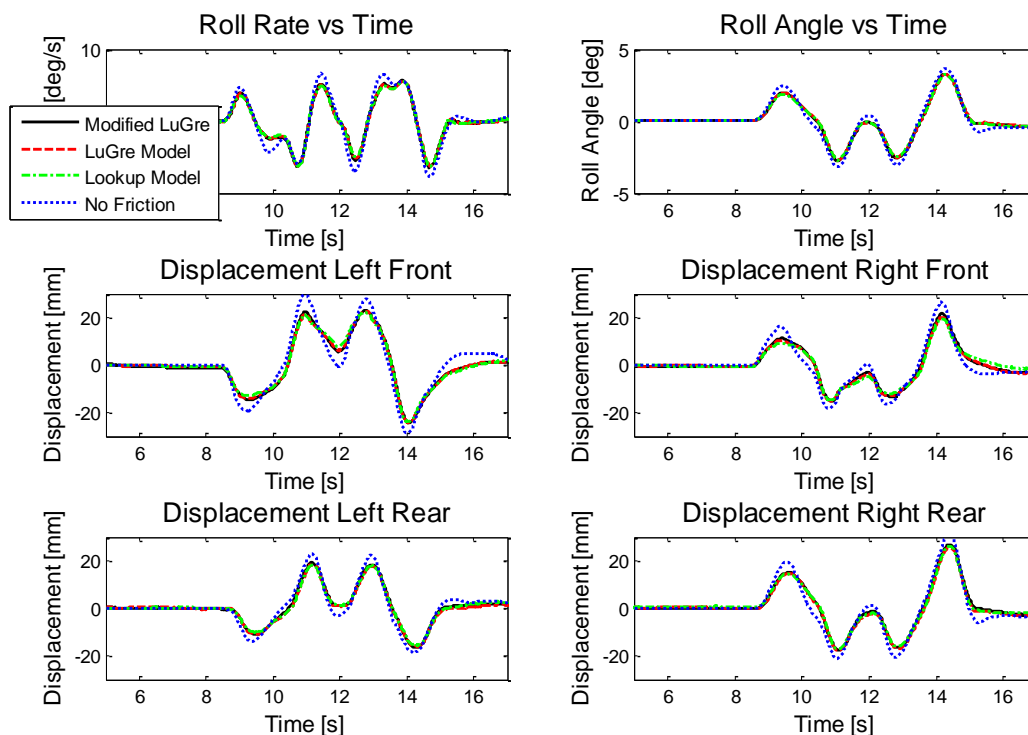 Roll Rate vs Time
Roll Angle vs Time
10
[deg/s]
5
0
-5
Roll Angle [deg]
Modified LuGre
LuGre Model
Lookup Model
No Friction
10 12 14 16
6 8 10 12 14 16
Time [s]
Time [s]
Displacement Left Front
Displacement Right Front
Displacement [mm]
20
0
-20
Displacement [mm]
20
0
-20
6 8 10 12 14 16
6 8 10 12 14 16
Time [s]
Time [s]
Displacement Left Rear
Displacement Right Rear
Displacement [mm]
20
0
-20
Displacement [mm]
20
0
-20
6 8 10 12 14 16
6 8 10 12 14 16
Time [s]
Time [s]